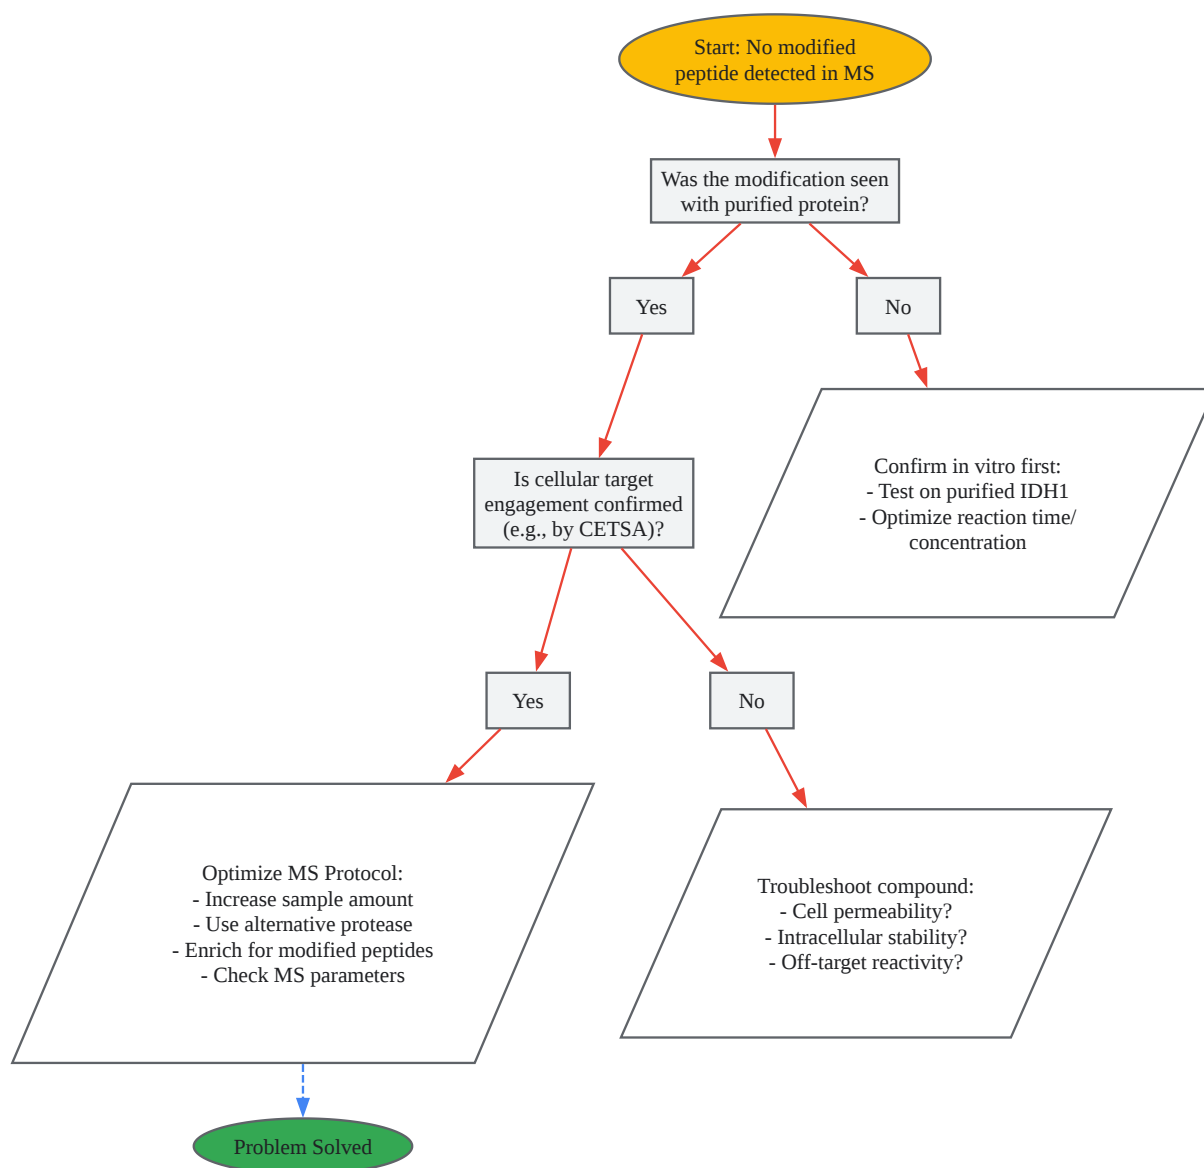 Start: No modified
peptide detected in MS
Was the modification seen
with purified protein?
Yes
No
Confirm in vitro first:
- Test on purified IDH1
- Optimize reaction time/
concentration
Is cellular target
engagement confirmed
(e.g., by CETSA)?
Yes
No
Optimize MS Protocol:
- Increase sample amount
- Use alternative protease
- Enrich for modified peptides
- Check MS parameters
Troubleshoot compound:
- Cell permeability?
- Intracellular stability?
- Off-target reactivity?
Problem Solved